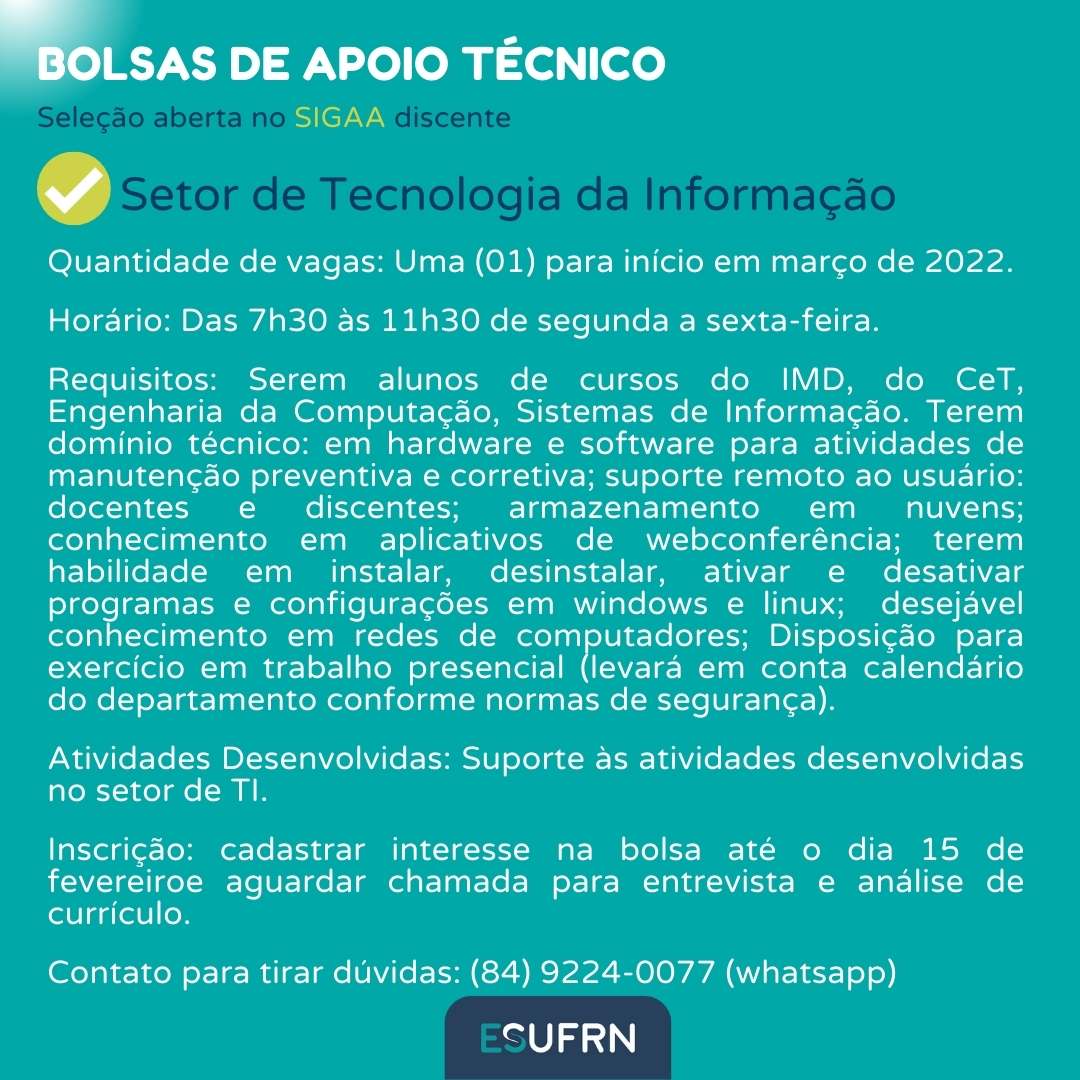 BOLSAS DE APOIO TÉCNICO
Seleção aberta no SIGAA discente
Setor de Tecnologia da Informação
Quantidade de vagas: Uma (01) para início em março de 2022.
Horário: Das 7h30 às 11h30 de segunda a sexta-feira.
Requisitos: Serem alunos de cursos do IMD, do CeT,
Engenharia da Computação, Sistemas de Informação. Terem
domínio técnico: em hardware e software para atividades de
manutenção preventiva e corretiva; suporte remoto ao usuário:
docentes e discentes; armazenamento em nuvens;
conhecimento em aplicativos de webconferência; terem
habilidade em instalar, desinstalar, ativar e desativar
programas e configurações em windows e linux; desejável
conhecimento em redes de computadores; Disposição para
exercício em trabalho presencial (levará em conta calendário
do departamento conforme normas de segurança).
Atividades Desenvolvidas: Suporte às atividades desenvolvidas
no setor de TI.
Inscrição: cadastrar interesse na bolsa até o dia 15 de
fevereiroe aguardar chamada para entrevista e análise de
currículo.
Contato para tirar dúvidas: (84) 9224-0077 (whatsapp)
ESUFRN